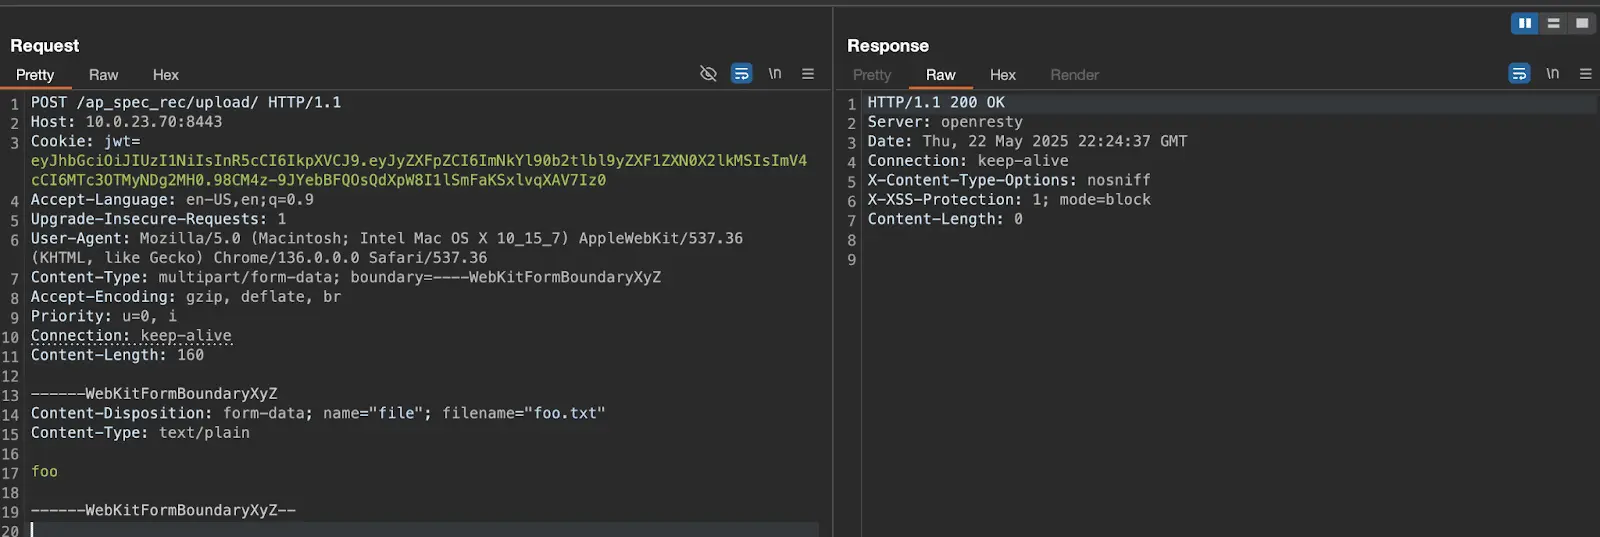 Request
Pretty Raw Hex \n
1 POST /ap_spec_rec/upload/ HTTP/1.1
2 Host: 10.0.23.70:8443
3 Cookie: jwt=
eyJhbGciOiJIUzI1NiIsInR5cCI6IkpXVCJ9.eyJyZXFpZCI6ImNkYl90b2tlbl9yZXF1ZXN0X2lkMSIsImV4
cCI6MTc3OTMyNDg2MH0.98CM4z-9JYebBFQOsQdXpW8I1lSmFaKSxlvqXAV7Iz0
4 Accept-Language: en-US,en;q=0.9
5 Upgrade-Insecure-Requests: 1
6 User-Agent: Mozilla/5.0 (Macintosh; Intel Mac OS X 10_15_7) AppleWebKit/537.36
(KHTML, like Gecko) Chrome/136.0.0.0 Safari/537.36
7 Content-Type: multipart/form-data; boundary=----WebKitFormBoundaryXyZ
8 Accept-Encoding: gzip, deflate, br
9 Priority: u=0, i
10 Connection: keep-alive
11 Content-Length: 160
12
13 ------WebKitFormBoundaryXyZ
14 Content-Disposition: form-data; name="file"; filename="foo.txt"
15 Content-Type: text/plain
16
17 foo
18
19 ------WebKitFormBoundaryXyZ--
20
Response
Pretty Raw Hex Render \n
1 HTTP/1.1 200 OK
2 Server: openresty
3 Date: Thu, 22 May 2025 22:24:37 GMT
4 Connection: keep-alive
5 X-Content-Type-Options: nosniff
6 X-XSS-Protection: 1; mode=block
7 Content-Length: 0
8
9